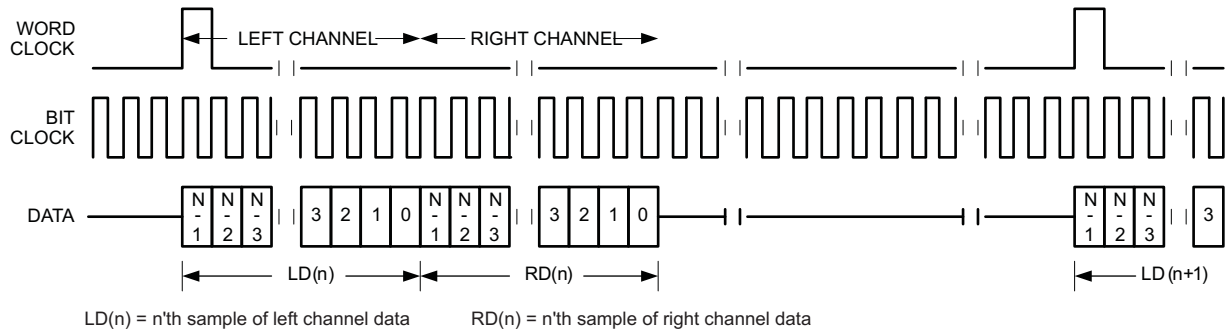 WORD CLOCK
LEFT CHANNEL
RIGHT CHANNEL
BIT CLOCK
DATA
N-1 N-2 N-3 3 2 1 0 N-1 N-2 N-3 3 2 1 0 N-1 N-2 N-3 3
LD(n) RD(n) LD(n+1)
LD(n) = n'th sample of left channel data RD(n) = n'th sample of right channel data